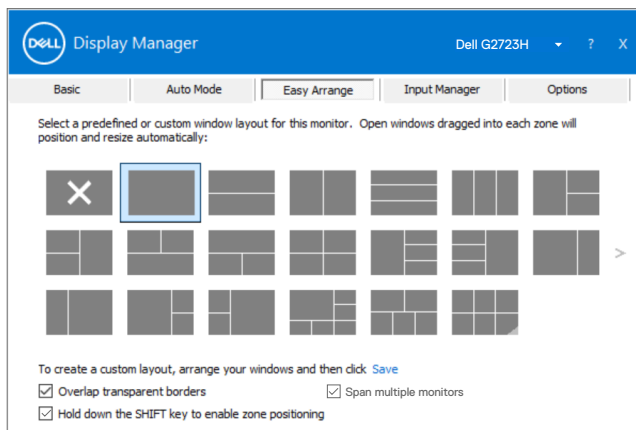 DELL Display Manager Dell G2723H ? X
Basic Auto Mode Easy Arrange Input Manager Options
Select a predefined or custom window layout for this monitor. Open windows dragged into each zone will
position and resize automatically:
>
To create a custom layout, arrange your windows and then click Save
Overlap transparent borders Span multiple monitors
Hold down the SHIFT key to enable zone positioning